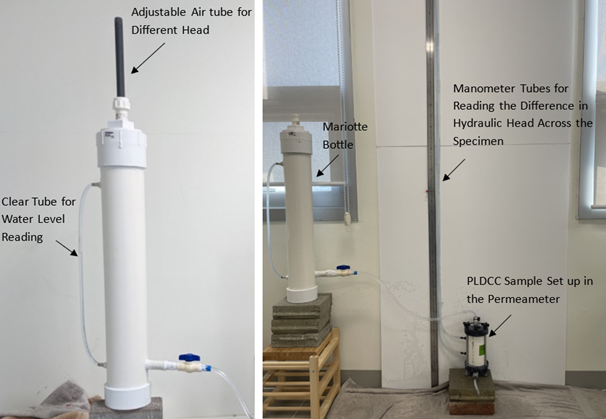 Adjustable Air tube for
Different Head
Clear Tube for
Water Level
Reading
Mariotte
Bottle
Manometer Tubes for
Reading the Difference in
Hydraulic Head Across the
Specimen
PLDCC Sample Set up in
the Permeameter